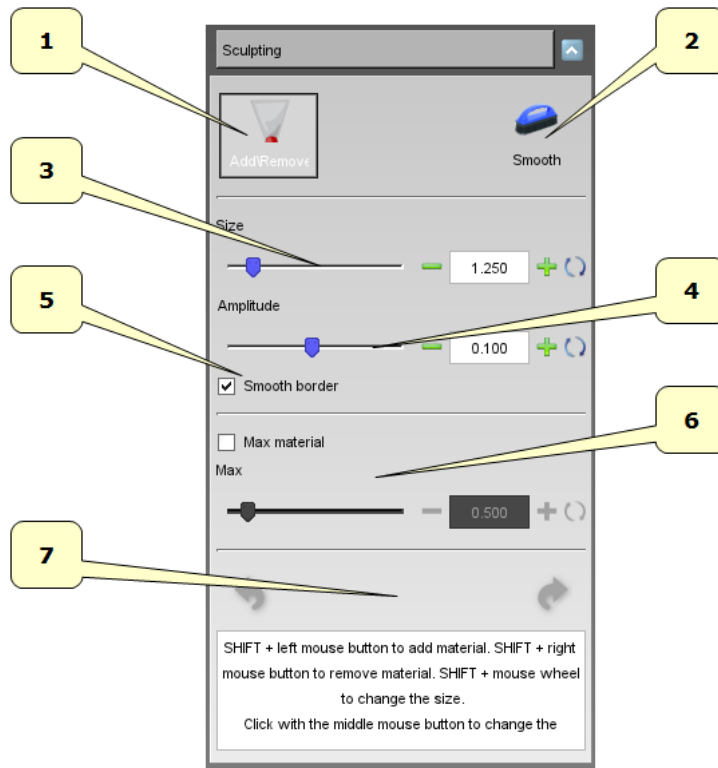 1
Sculpting
2
Add\Remove
Smooth
3
Size
1.250
4
5
Amplitude
0.100
Smooth border
6
Max material
Max
0.500
7
SHIFT + left mouse button to add material. SHIFT + right
mouse button to remove material. SHIFT + mouse wheel
to change the size.
Click with the middle mouse button to change the